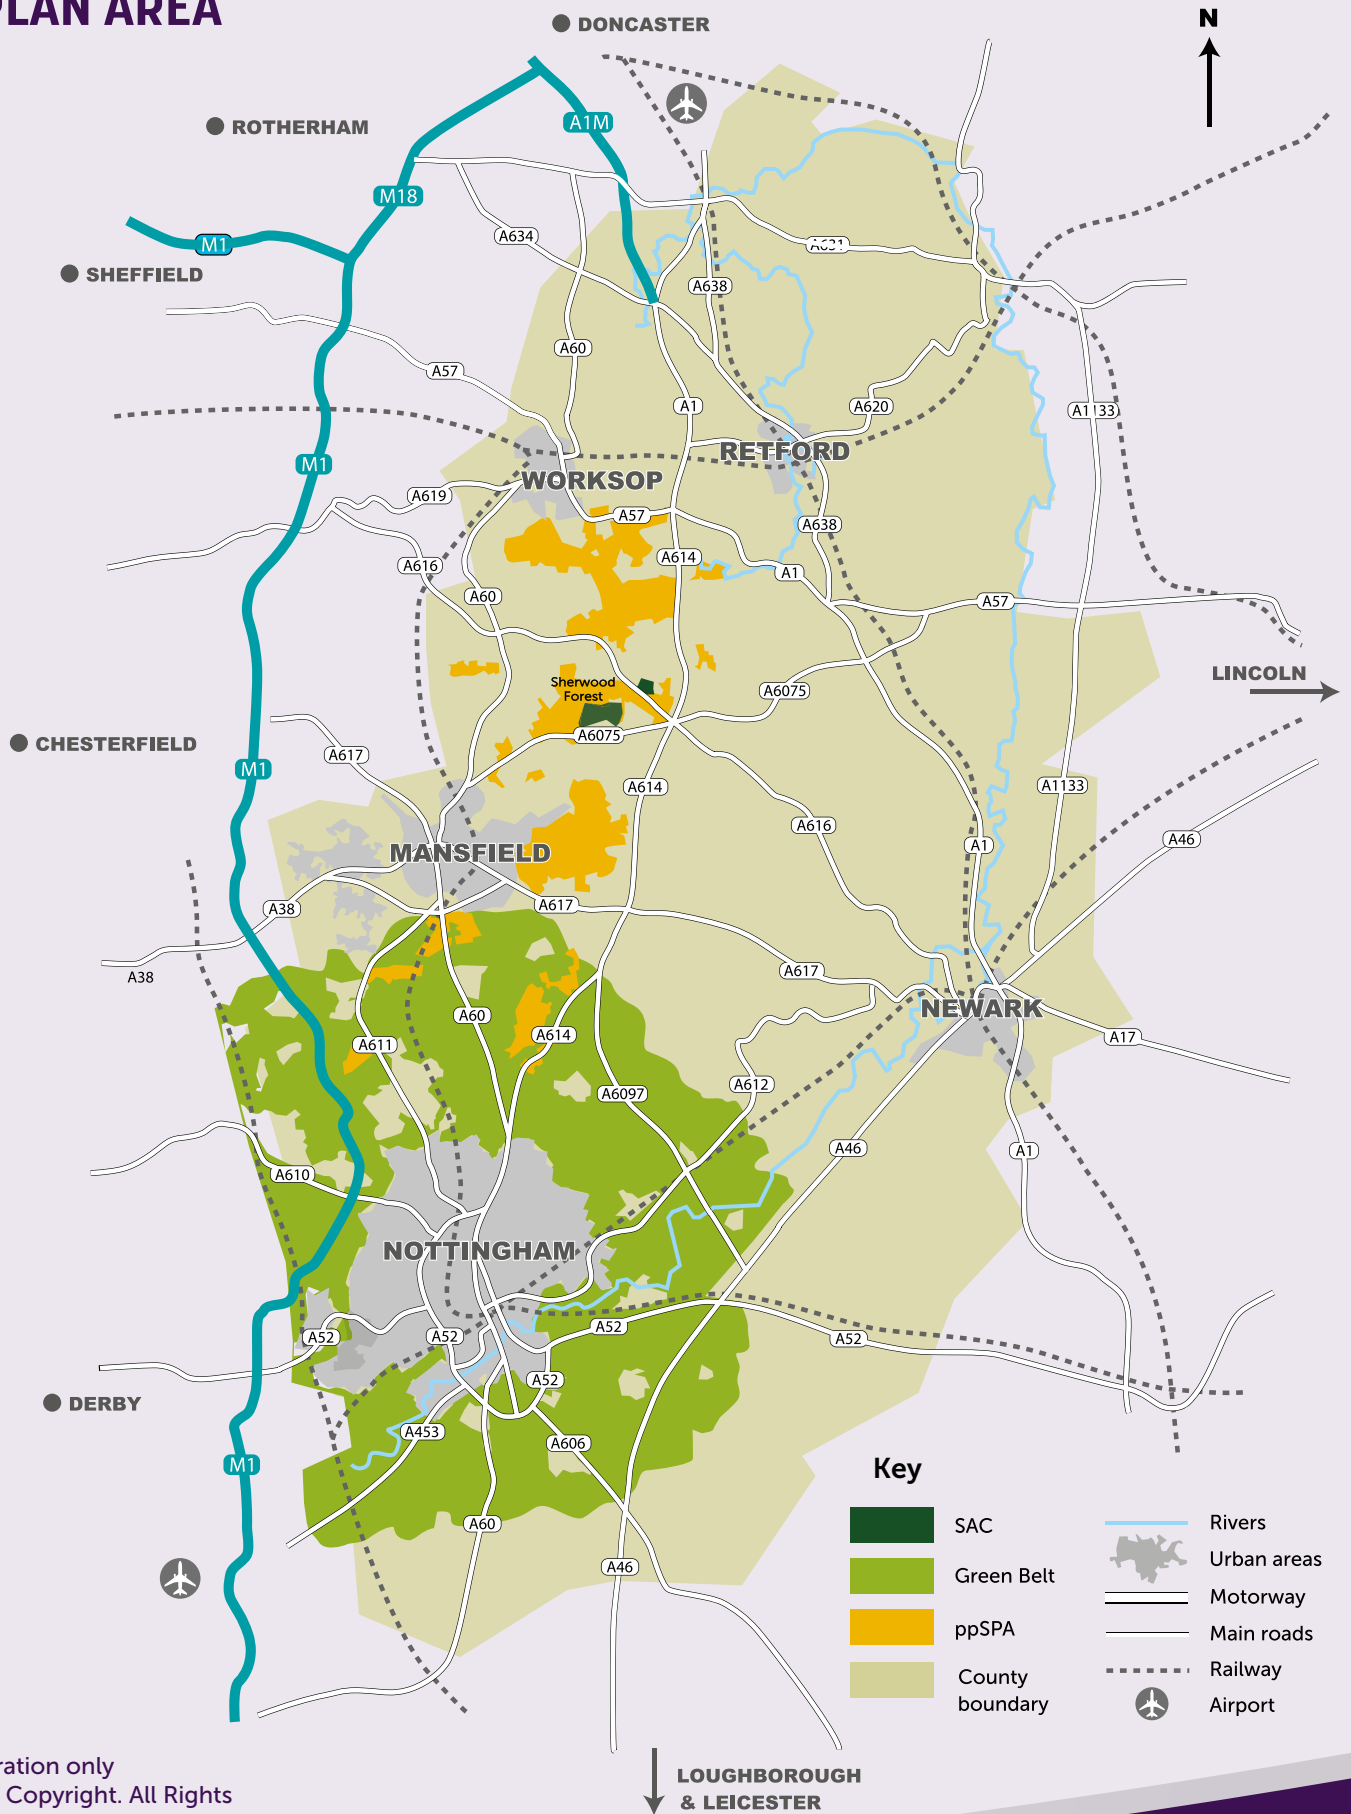 PLAN AREA
DONCASTER
N
ROTHERHAM
A1M
M18
A634
A631
M1
SHEFFIELD
A638
A60
A57
A1
A620
A1133
RETFORD
M1
WORKSOP
A619
A57
A638
A616
A614
A1
A60
A57
LINCOLN
Sherwood
Forest
A6075
A6075
CHESTERFIELD
A617
M1
A614
A1133
A616
A46
A1
MANSFIELD
A38
A617
A38
A617
NEWARK
A60
A614
A611
A17
A612
A6097
A46
A1
A610
NOTTINGHAM
A52
A52
A52
A52
A52
DERBY
A453
A606
M1
A60
A46
Key
SAC
Green Belt
ppSPA
County
boundary
Rivers
Urban areas
Motorway
Main roads
Railway
Airport
ration only
Copyright. All Rights
LOUGHBOROUGH
& LEICESTER